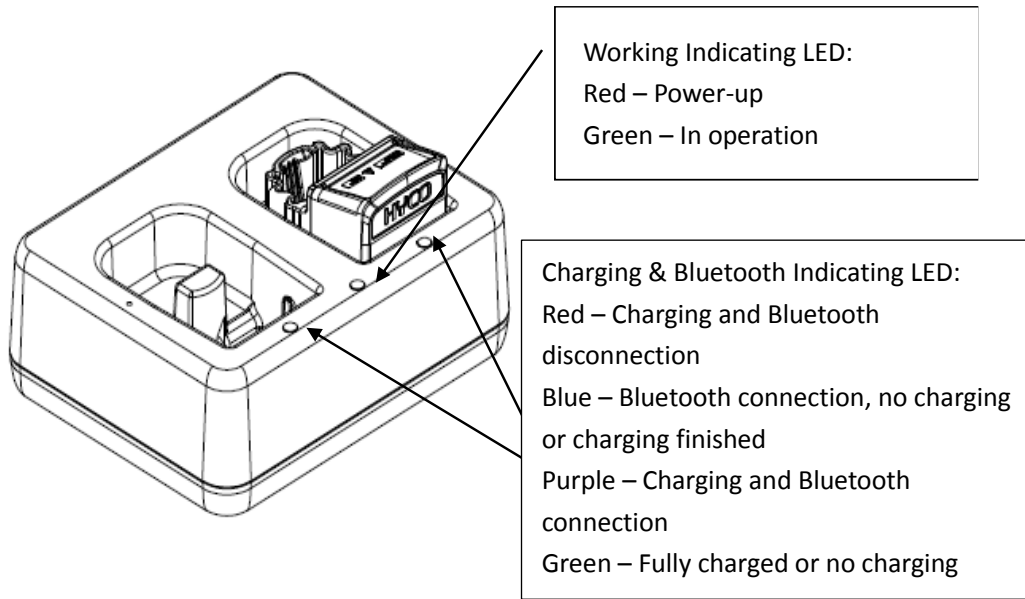 Working Indicating LED:
Red – Power-up
Green – In operation
HYCO
Charging & Bluetooth Indicating LED:
Red – Charging and Bluetooth
disconnection
Blue – Bluetooth connection, no charging
or charging finished
Purple – Charging and Bluetooth
connection
Green – Fully charged or no charging